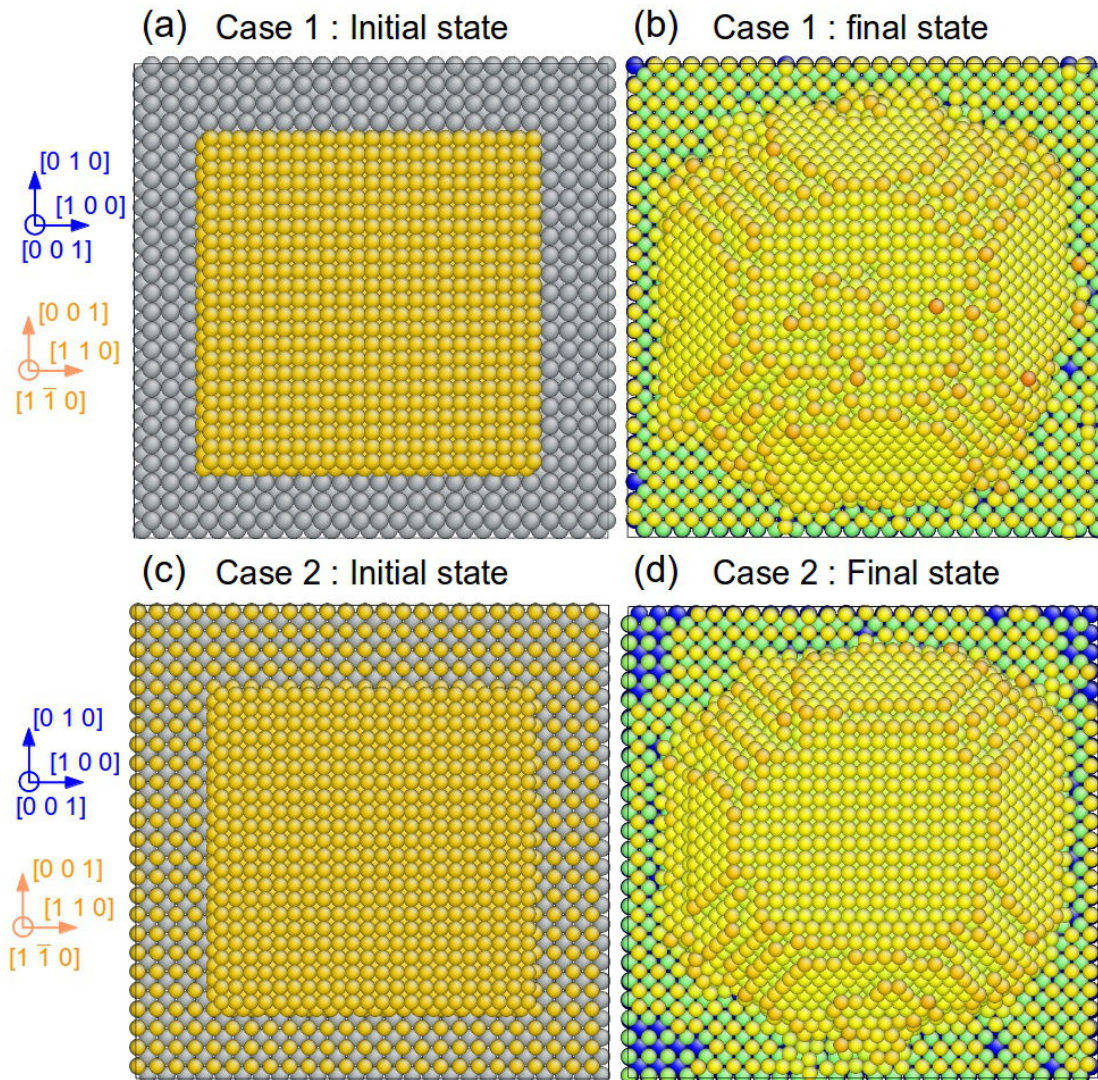 (a) Case 1 : Initial state
(b) Case 1 : final state
[0 1 0]
[1 0 0]
[0 0 1]
[0 0 1]
[1 1 0]
[1 1̅ 0]
(c) Case 2 : Initial state
(d) Case 2 : Final state
[0 1 0]
[1 0 0]
[0 0 1]
[0 0 1]
[1 1 0]
[1 1̅ 0]